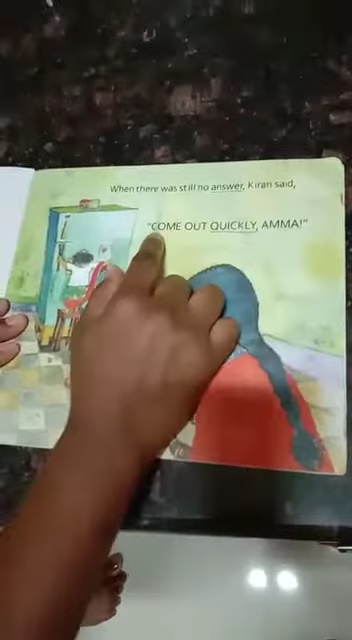 When there was still no answer, Kiran said,
"COME OUT QUICKLY, AMMA!"